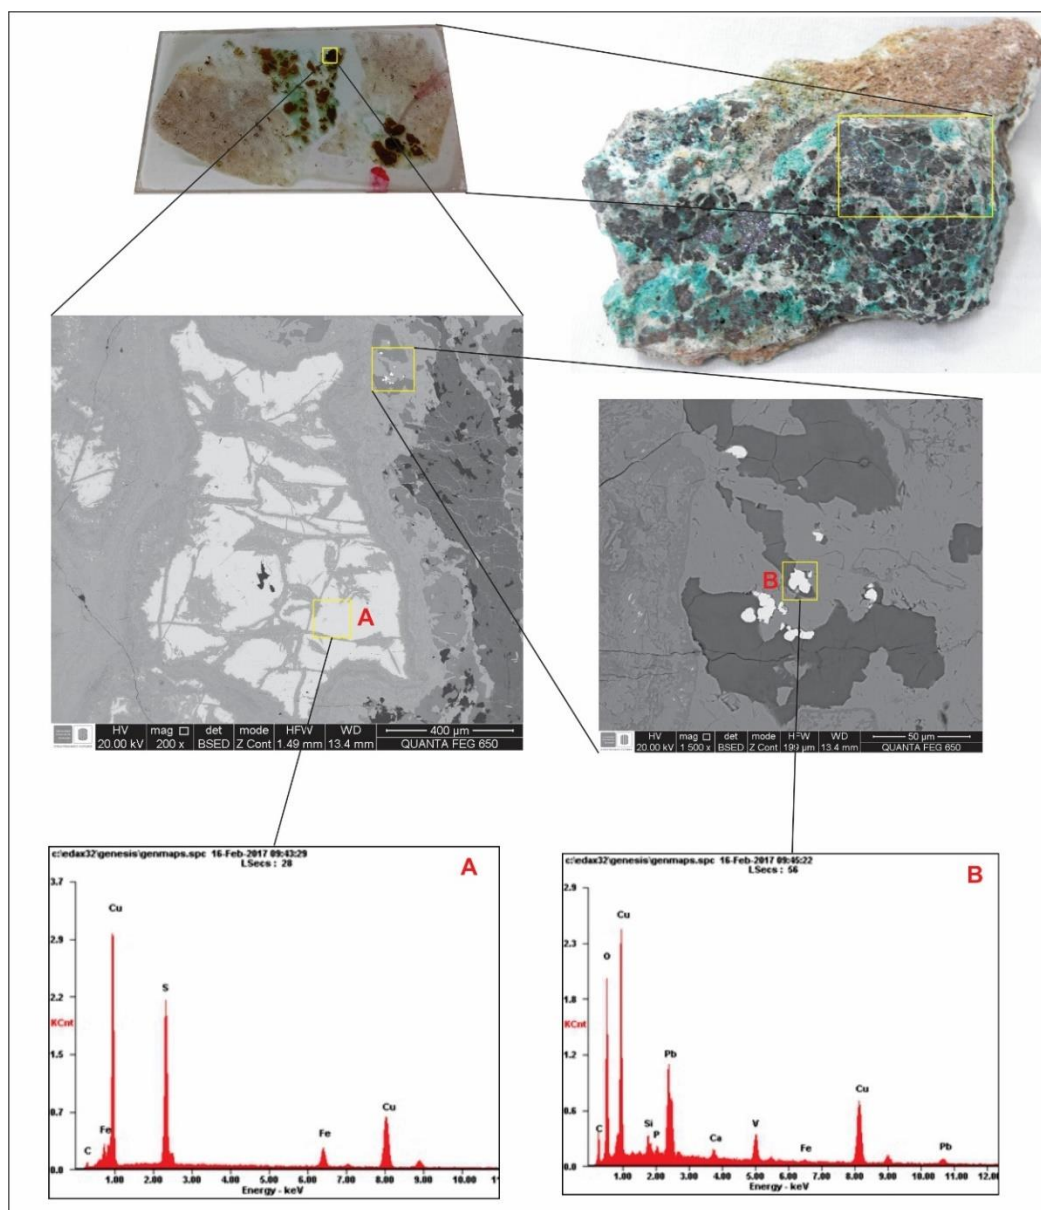 A
HV mag □ det mode HFW WD 400 µm
20.00 kV 200 x BSED Z Cont 1.49 mm 13.4 mm QUANTA FEG 650
B
HV mag □ det mode HFW WD 50 µm
20.00 kV 1 500 x BSED Z Cont 199 µm 13.4 mm QUANTA FEG 650
c:\edax32\genesis\genmaps.spc 16-Feb-2017 09:43:29
LSecs : 28
A
3.7
Cu
2.9
S
2.2
KCnt
1.5
0.7
Cu
Fe
Fe
C
0.0
1.00 2.00 3.00 4.00 5.00 6.00 7.00 8.00 9.00 10.00
Energy - keV
c:\edax32\genesis\genmaps.spc 16-Feb-2017 09:45:22
LSecs : 56
B
2.9
Cu
2.3
O
1.8
KCnt
1.2
Pb
Cu
0.6
C
Si
P
Ca
V
Fe
Pb
0.0
1.00 2.00 3.00 4.00 5.00 6.00 7.00 8.00 9.00 10.00 11.00 12.00
Energy - keV